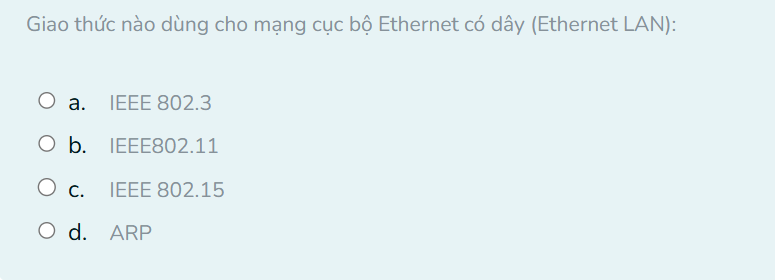 Giao thức nào dùng cho mạng cục bộ Ethernet có dây (Ethernet LAN):
a. IEEE 802.3
b. IEEE802.11
c. IEEE 802.15
d. ARP